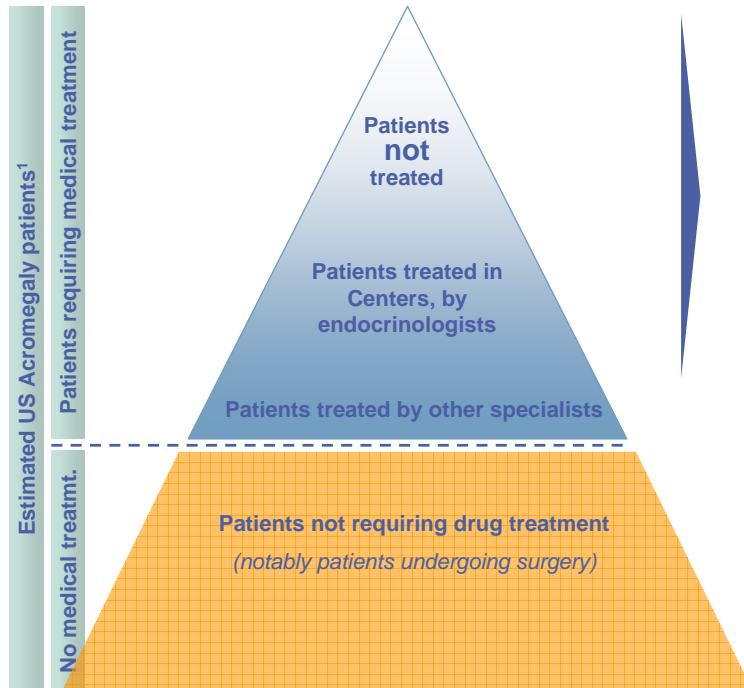 Estimated US Acromegaly patients¹
Patients requiring medical treatment
No medical treatmt.
Patients
not
treated
Patients treated in
Centers, by
endocrinologists
Patients treated by other specialists
Patients not requiring drug treatment
(notably patients undergoing surgery)